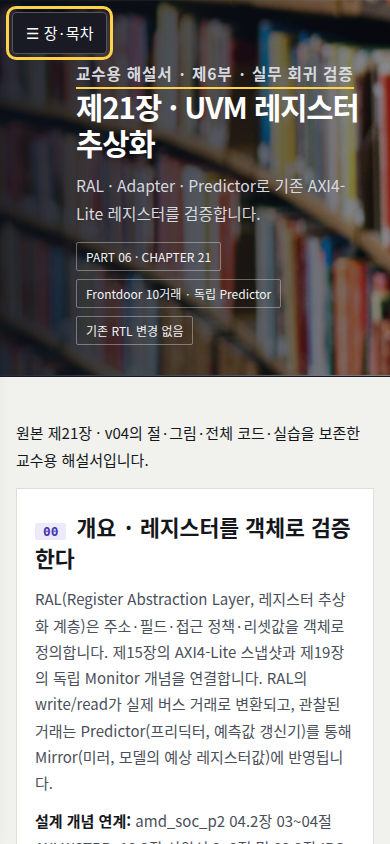 ☰ 장·목차
교수용 해설서 · 제6부 · 실무 회귀 검증
제21장 · UVM 레지스터
추상화
RAL · Adapter · Predictor로 기존 AXI4-
Lite 레지스터를 검증합니다.
PART 06 · CHAPTER 21
Frontdoor 10거래 · 독립 Predictor
기존 RTL 변경 없음
원본 제21장 · v04의 절·그림·전체 코드·실습을 보존한
교수용 해설서입니다.
00 개요 · 레지스터를 객체로 검증
한다
RAL(Register Abstraction Layer, 레지스터 추상
화 계층)은 주소·필드·접근 정책·리셋값을 객체로
정의합니다. 제15장의 AXI4-Lite 스냅샷과 제19장
의 독립 Monitor 개념을 연결합니다. RAL의
write/read가 실제 버스 거래로 변환되고, 관찰된
거래는 Predictor(프리딕터, 예측값 갱신기)를 통해
Mirror(미러, 모델의 예상 레지스터값)에 반영됩니
다.
설계 개념 연계: amd_soc_p2 04.2장 03~04절